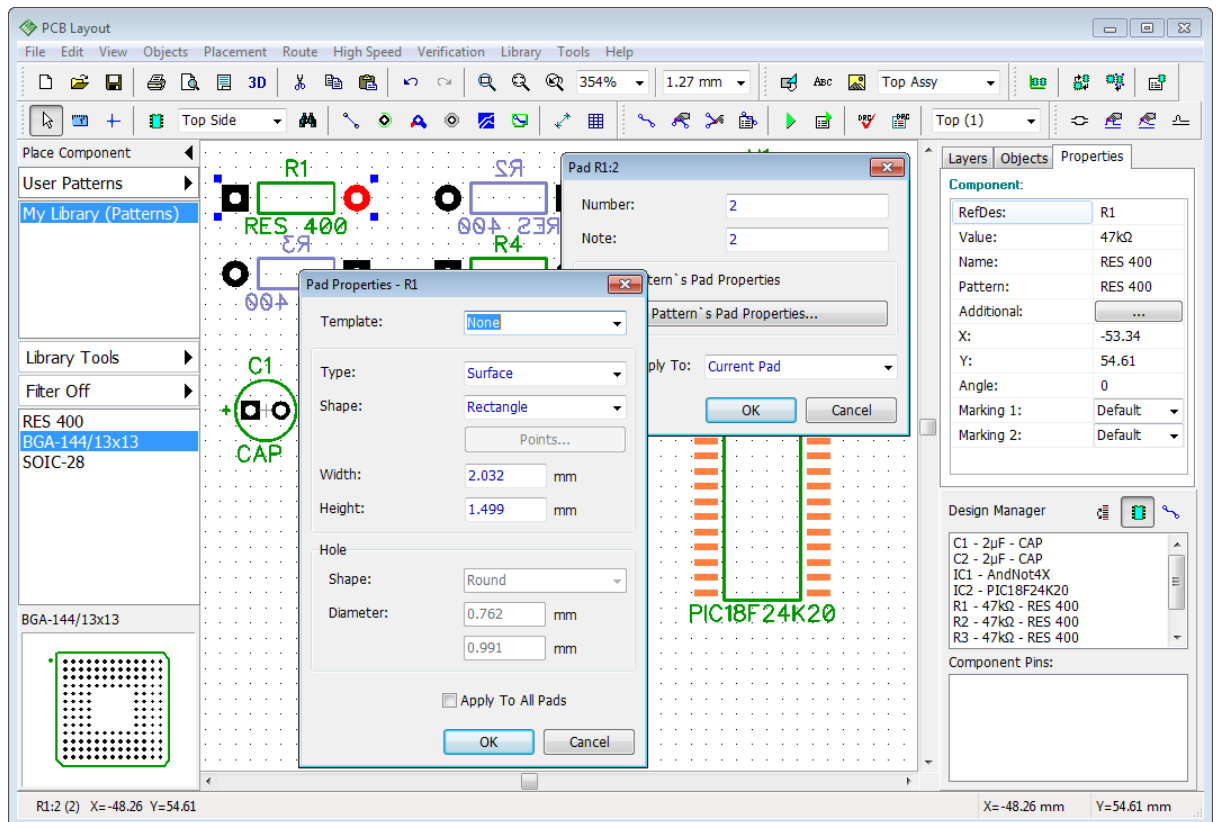 PCB Layout
File Edit View Objects Placement Route High Speed Verification Library Tools Help
3D 354% 1.27 mm ABC Top Assy
Top Side DRC DRC Top (1)
Place Component
User Patterns
My Library (Patterns)
Library Tools
Filter Off
RES 400
BGA-144/13x13
SOIC-28
BGA-144/13x13
R1
RES 400
R2
RES 400
R3
400
R4
C1
+
CAP
PIC18F24K20
Pad R1:2
Number: 2
Note: 2
tern`s Pad Properties
Pattern`s Pad Properties...
ply To: Current Pad
OK Cancel
Pad Properties - R1
Template: None
Type: Surface
Shape: Rectangle
Points...
Width: 2.032 mm
Height: 1.499 mm
Hole
Shape: Round
Diameter: 0.762 mm
0.991 mm
Apply To All Pads
OK Cancel
Layers Objects Properties
Component:
RefDes: R1
Value: 47kΩ
Name: RES 400
Pattern: RES 400
Additional: ...
X: -53.34
Y: 54.61
Angle: 0
Marking 1: Default
Marking 2: Default
Design Manager
C1 - 2µF - CAP
C2 - 2µF - CAP
IC1 - AndNot4X
IC2 - PIC18F24K20
R1 - 47kΩ - RES 400
R2 - 47kΩ - RES 400
R3 - 47kΩ - RES 400
Component Pins:
R1:2 (2) X=-48.26 Y=54.61
X=-48.26 mm Y=54.61 mm